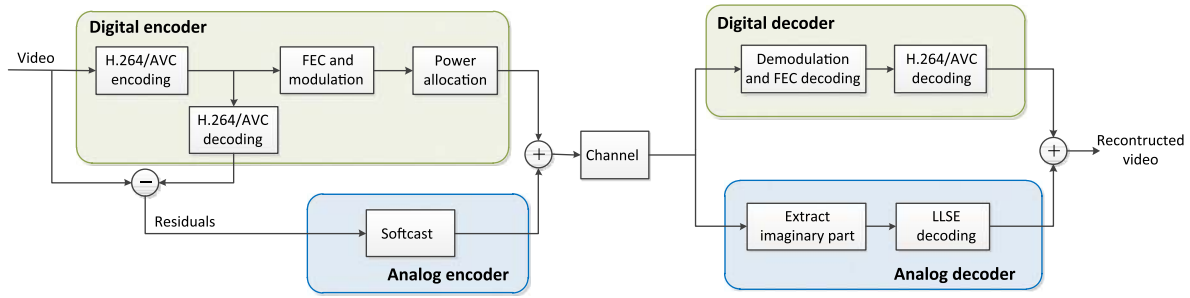 Digital encoder
Video
H.264/AVC
encoding
FEC and
modulation
Power
allocation
H.264/AVC
decoding
−
Residuals
Softcast
Analog encoder
+
Channel
Digital decoder
Demodulation
and FEC decoding
H.264/AVC
decoding
+
Recontructed
video
Extract
imaginary part
LLSE
decoding
Analog decoder